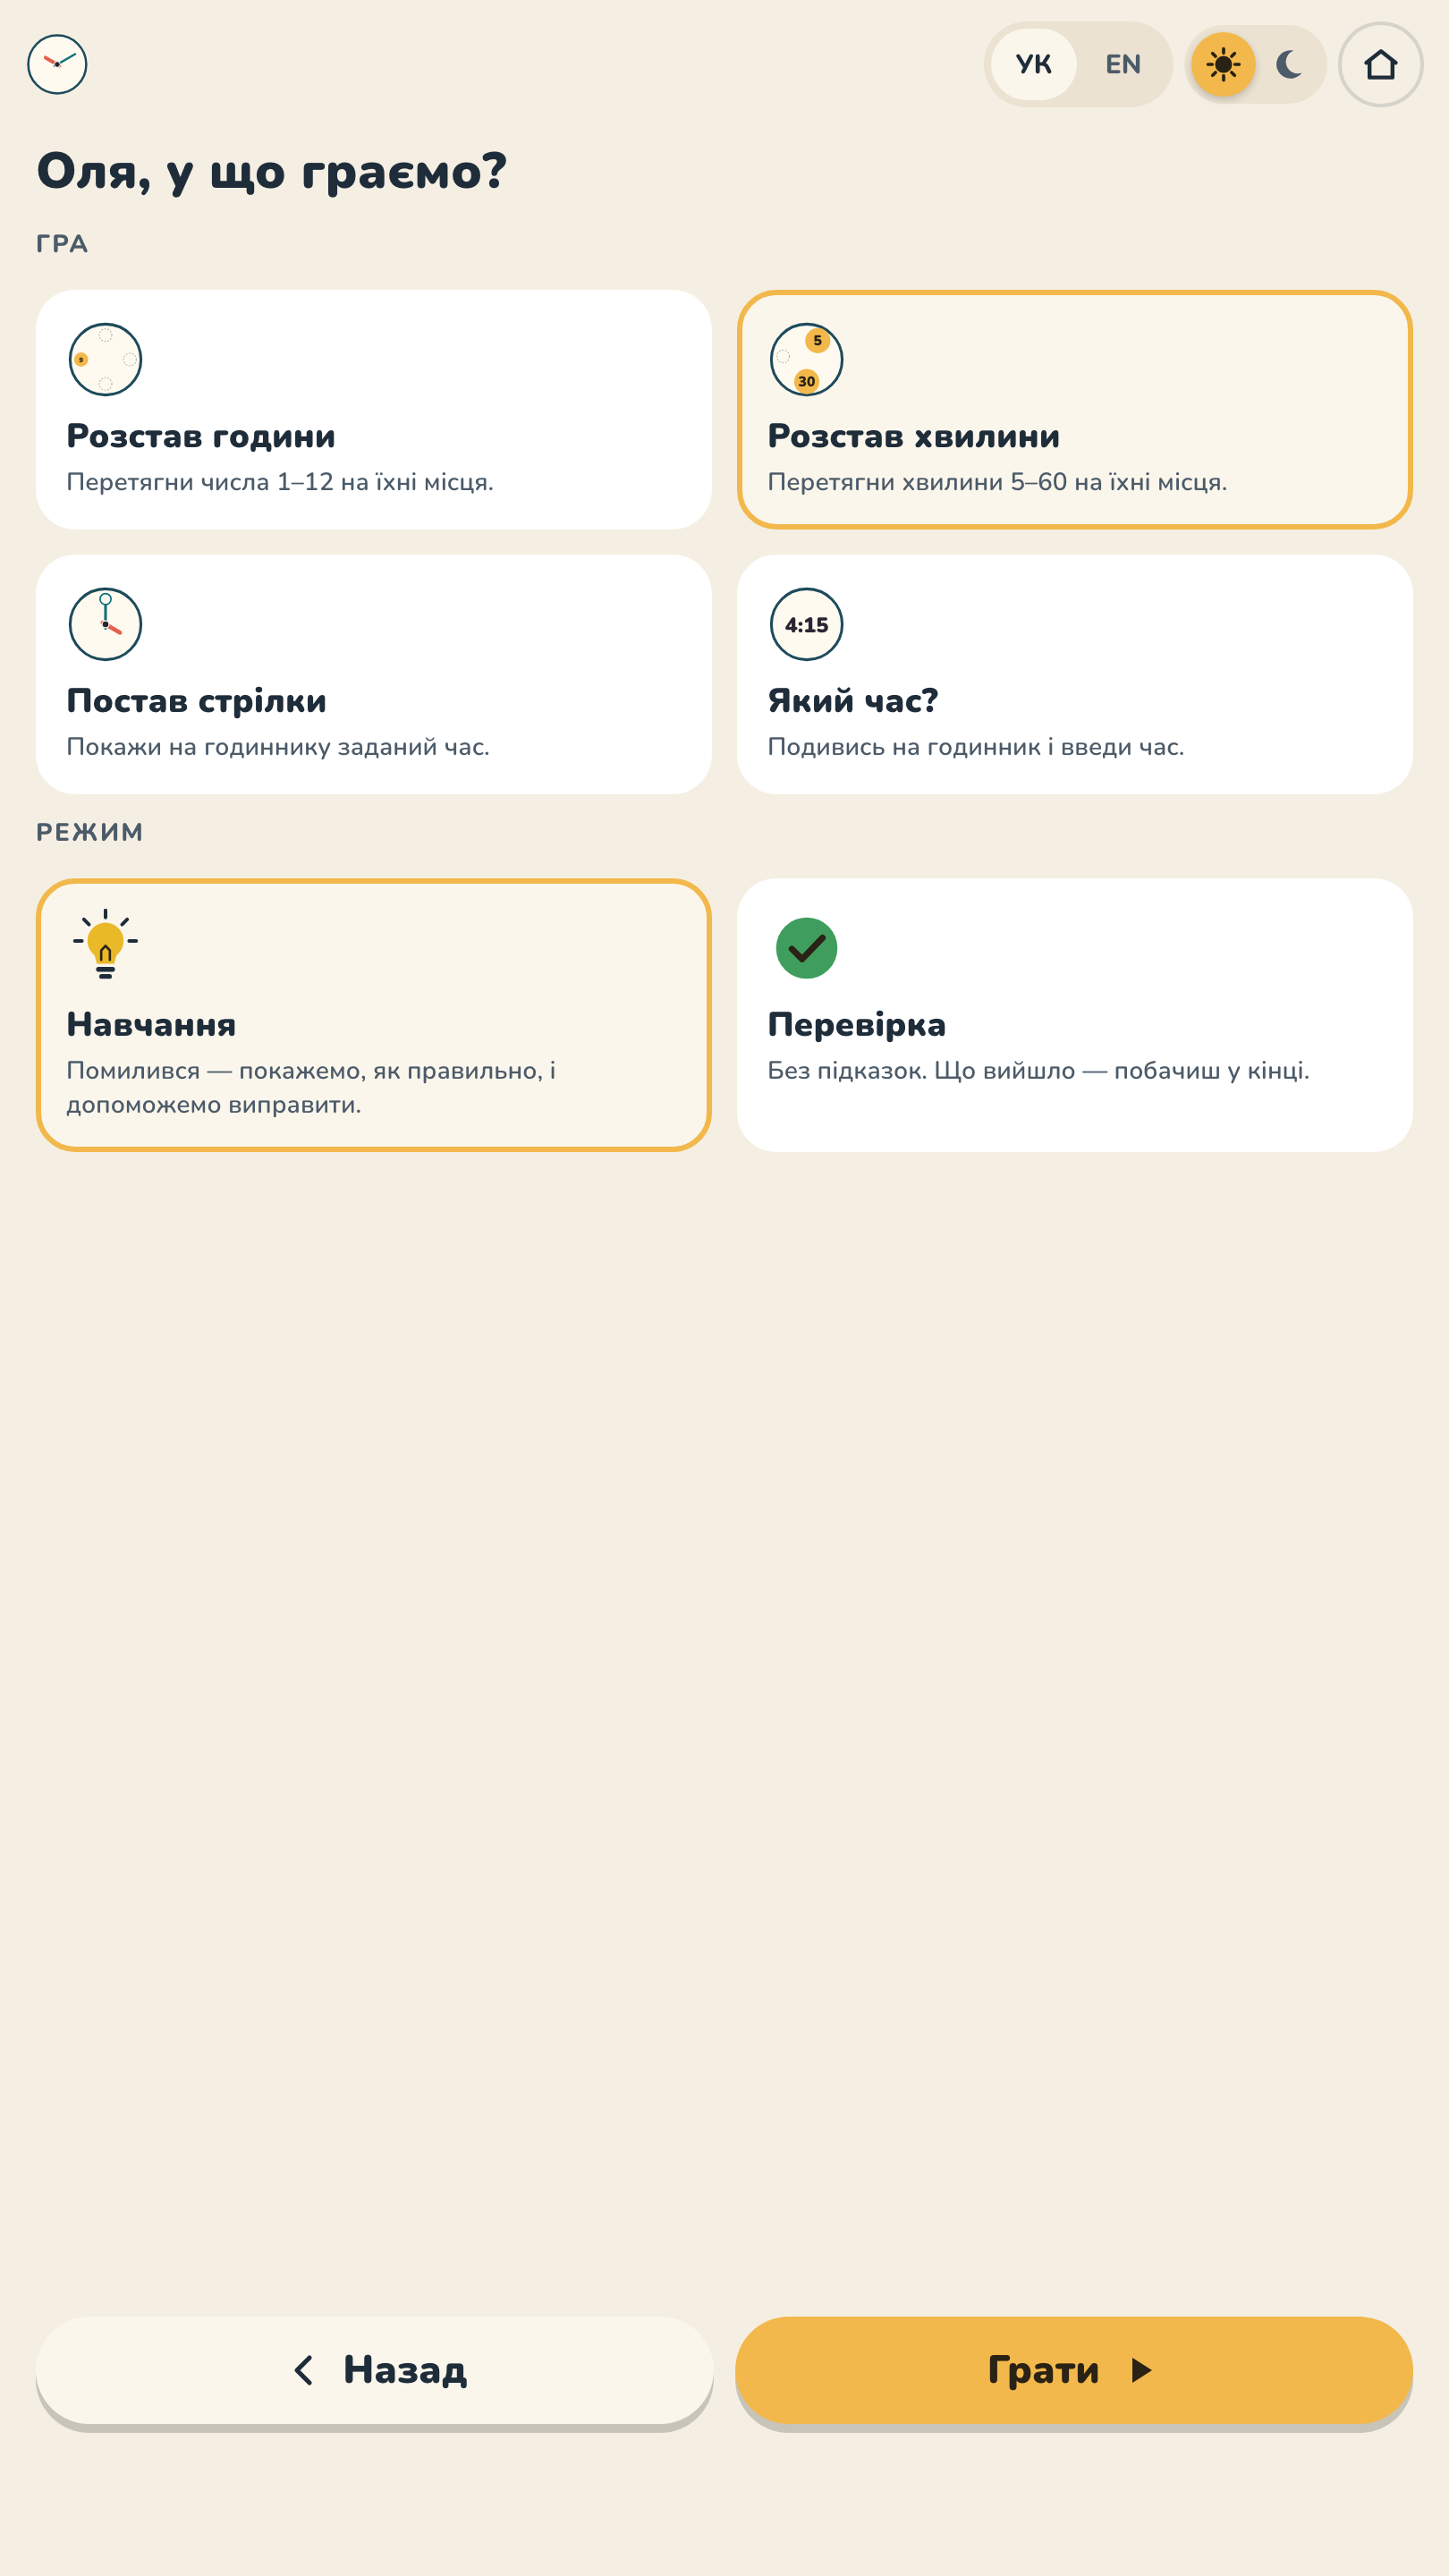 УК EN
Оля, у що граємо?
ГРА
9
Розстав години
Перетягни числа 1–12 на їхні місця.
5
30
Розстав хвилини
Перетягни хвилини 5–60 на їхні місця.
Постав стрілки
Покажи на годиннику заданий час.
4:15
Який час?
Подивись на годинник і введи час.
РЕЖИМ
Навчання
Помилився — покажемо, як правильно, і
допоможемо виправити.
Перевірка
Без підказок. Що вийшло — побачиш у кінці.
Назад
Грати